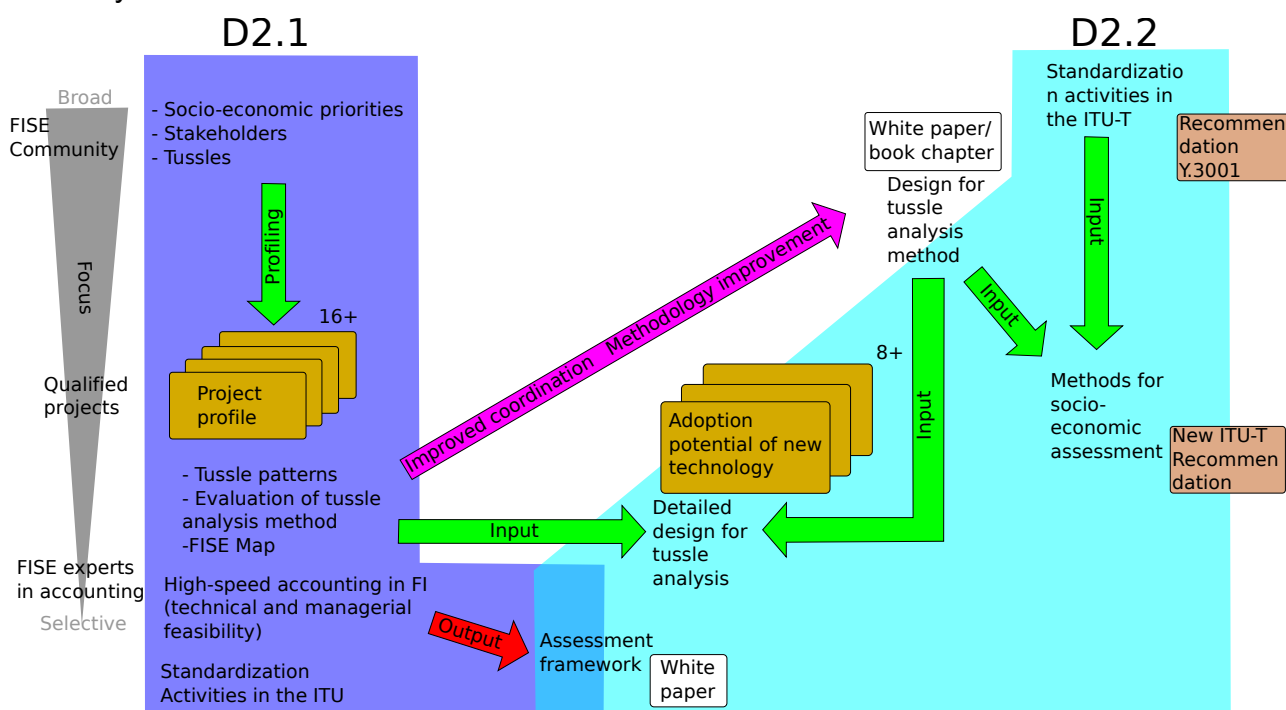 D2.1
D2.2
Broad
FISE
Community
Focus
Qualified
projects
FISE experts
in accounting
Selective
- Socio-economic priorities
- Stakeholders
- Tussles
Profiling
16+
Project
profile
- Tussle patterns
- Evaluation of tussle
analysis method
-FISE Map
High-speed accounting in FI
(technical and managerial
feasibility)
Standardization
Activities in the ITU
Output
Assessment
framework
White
paper
Improved coordination
Methodology improvement
Input
Detailed
design for
tussle
analysis
Adoption
potential of new
technology
8+
Input
White paper/
book chapter
Design for
tussle
analysis
method
Input
Standardizatio
n activities in
the ITU-T
Recommen
dation
Y.3001
Input
Methods for
socio-
economic
assessment
New ITU-T
Recommen
dation